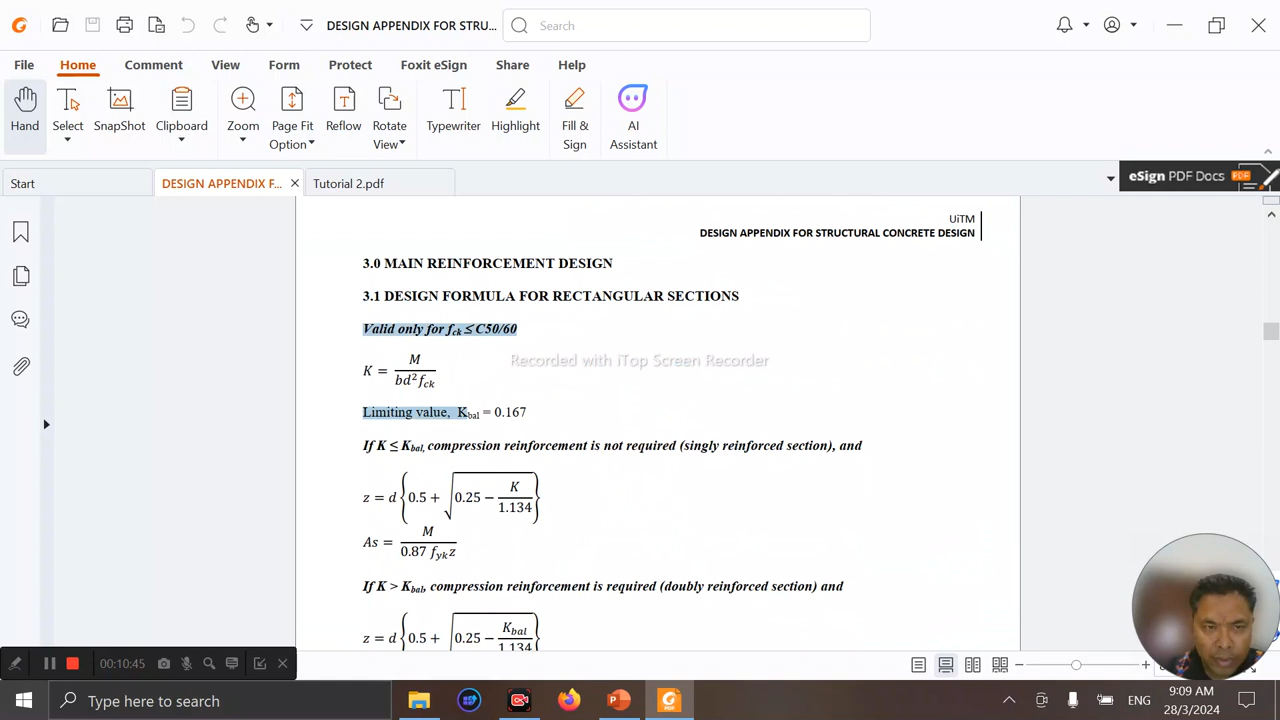 DESIGN APPENDIX FOR STRU...
Search
File
Home
Comment
View
Form
Protect
Foxit eSign
Share
Help
Hand
Select
SnapShot
Clipboard
Zoom
Page Fit
Option
Reflow
Rotate
View
Typewriter
Highlight
Fill &
Sign
AI
Assistant
Start
DESIGN APPENDIX F...
Tutorial 2.pdf
eSign PDF Docs PDF
UiTM
DESIGN APPENDIX FOR STRUCTURAL CONCRETE DESIGN
3.0 MAIN REINFORCEMENT DESIGN
3.1 DESIGN FORMULA FOR RECTANGULAR SECTIONS
Valid only for fck ≤ C50/60
Recorded with iTop Screen Recorder
K = M / bd²fck
Limiting value, Kbal = 0.167
If K ≤ Kbal, compression reinforcement is not required (singly reinforced section), and
z = d {0.5 + √0.25 − K / 1.134}
As = M / 0.87 fyk z
If K > Kbal, compression reinforcement is required (doubly reinforced section) and
z = d {0.5 + √0.25 − Kbal / 1.134}
00:10:45
Type here to search
PDF
ENG
9:09 AM
28/3/2024